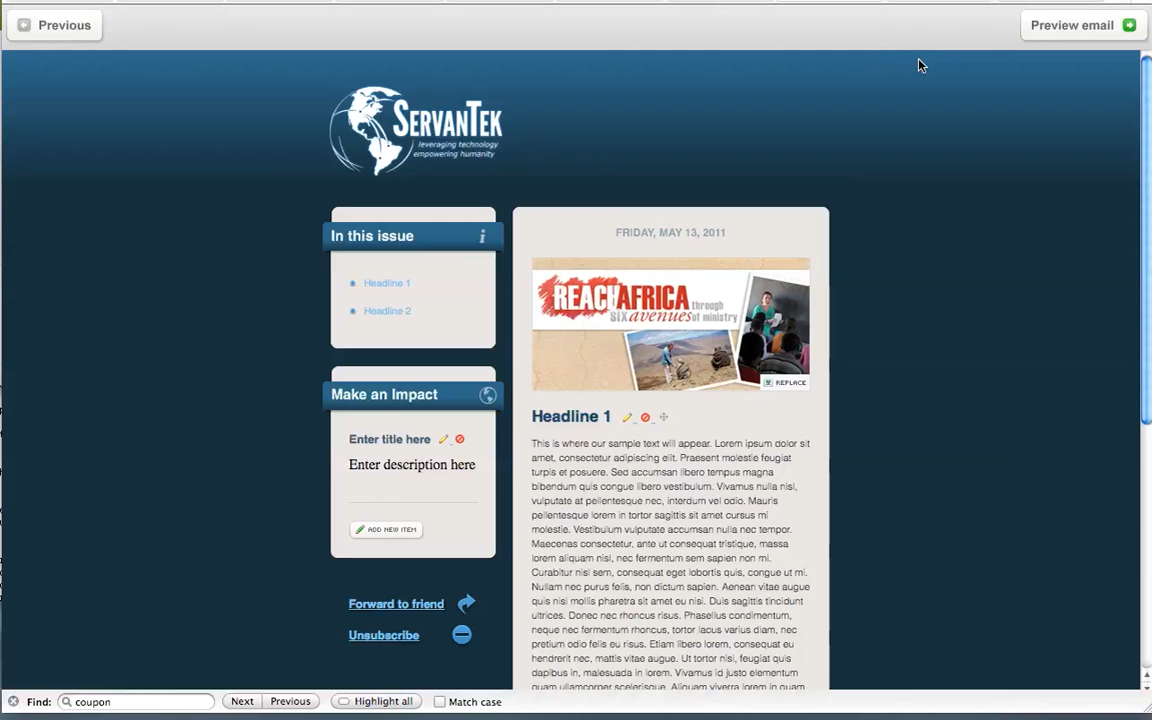 Previous
Preview email
SERVANTEK
leveraging technology
empowering humanity
In this issue
Headline 1
Headline 2
Make an Impact
Enter title here
Enter description here
ADD NEW ITEM
Forward to friend
Unsubscribe
FRIDAY, MAY 13, 2011
REACHAFRICA through
SIX avenues of ministry
REPLACE
Headline 1
This is where our sample text will appear. Lorem ipsum dolor sit
amet, consectetur adipiscing elit. Praesent molestie feugiat
turpis et posuere. Sed accumsan libero tempus magna
bibendum quis congue libero vestibulum. Vivamus nulla nisi,
vulputate at pellentesque nec, interdum vel odio. Mauris
pellentesque lorem in tortor sagittis sit amet cursus mi
molestie. Vestibulum vulputate accumsan nulla nec tempor.
Maecenas consectetur, ante ut consequat tristique, massa
lorem aliquam nisl, nec fermentum nibh sapien non mi.
Curabitur nisl sem, consequat eget lobortis quis, congue ut mi.
Nullam nec purus felis, non dictum sapien. Aenean vitae augue
quis nisi mollis pharetra sit amet eu nisi. Duis sagittis tincidunt
ultrices. Donec nec rhoncus risus. Phasellus condimentum,
neque nec fermentum rhoncus, tortor lacus varius diam, nec
pretium odio felis eu risus. Etiam libero lorem, consequat eu
hendrerit nec, mattis vitae augue. Ut tortor nisi, feugiat quis
dapibus in, malesuada in lorem. Vivamus id justo elementum
quam ullamcorper scelerisque. Aliquam viverra, mi quis
Find:
coupon
Next
Previous
Highlight all
Match case